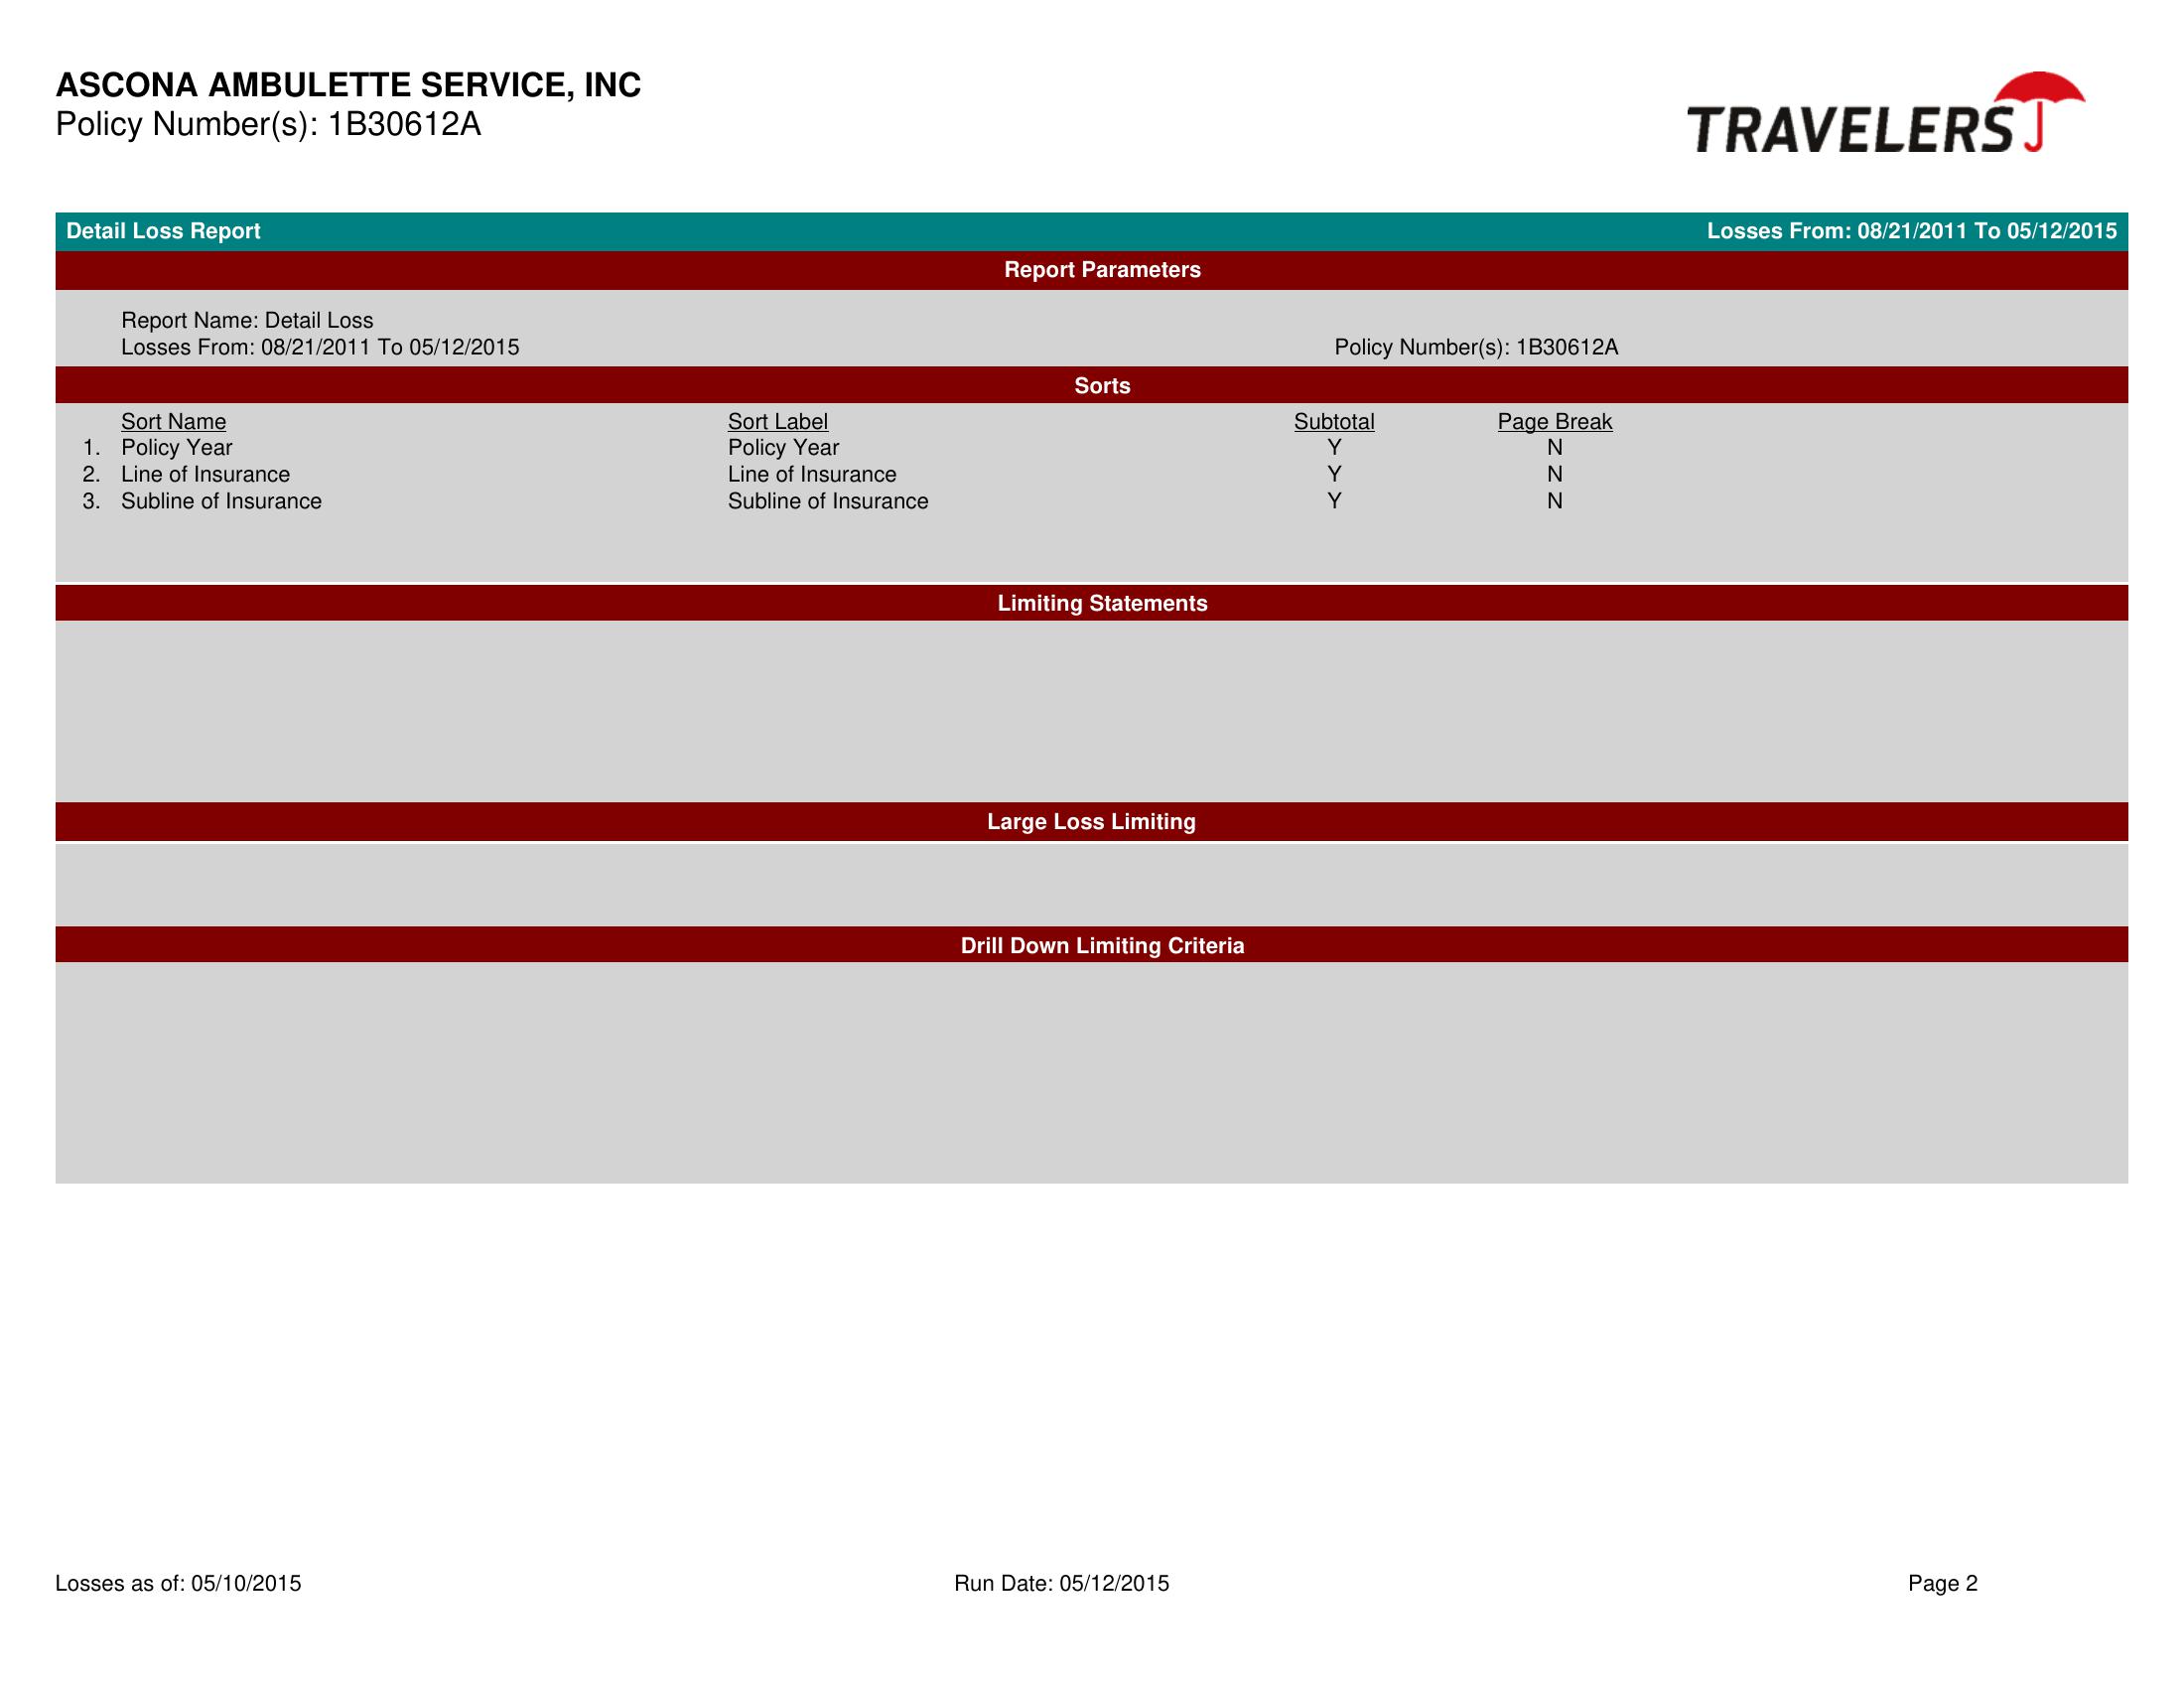 ASCONA AMBULETTE SERVICE, INC
Policy Number(s): 1B30612A
TRAVELERS
Detail Loss Report Losses From: 08/21/2011 To 05/12/2015
Report Parameters
Report Name: Detail Loss
Losses From: 08/21/2011 To 05/12/2015 Policy Number(s): 1B30612A
Sorts
Sort Name Sort Label Subtotal Page Break
1. Policy Year Policy Year Y N
2. Line of Insurance Line of Insurance Y N
3. Subline of Insurance Subline of Insurance Y N
Limiting Statements
Large Loss Limiting
Drill Down Limiting Criteria
Losses as of: 05/10/2015 Run Date: 05/12/2015 Page 2